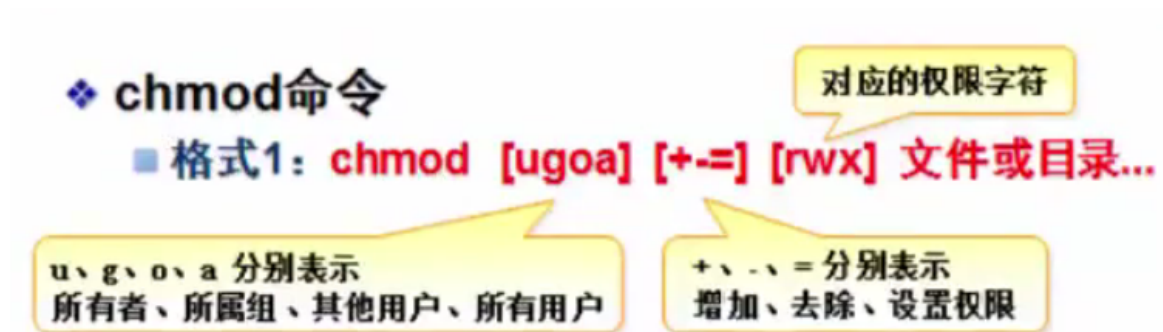 对应的权限字符
❖ chmod命令
■ 格式1：chmod [ugoa] [+-=] [rwx] 文件或目录...
u、g、o、a 分别表示
所有者、所属组、其他用户、所有用户
+、-、= 分别表示
增加、去除、设置权限